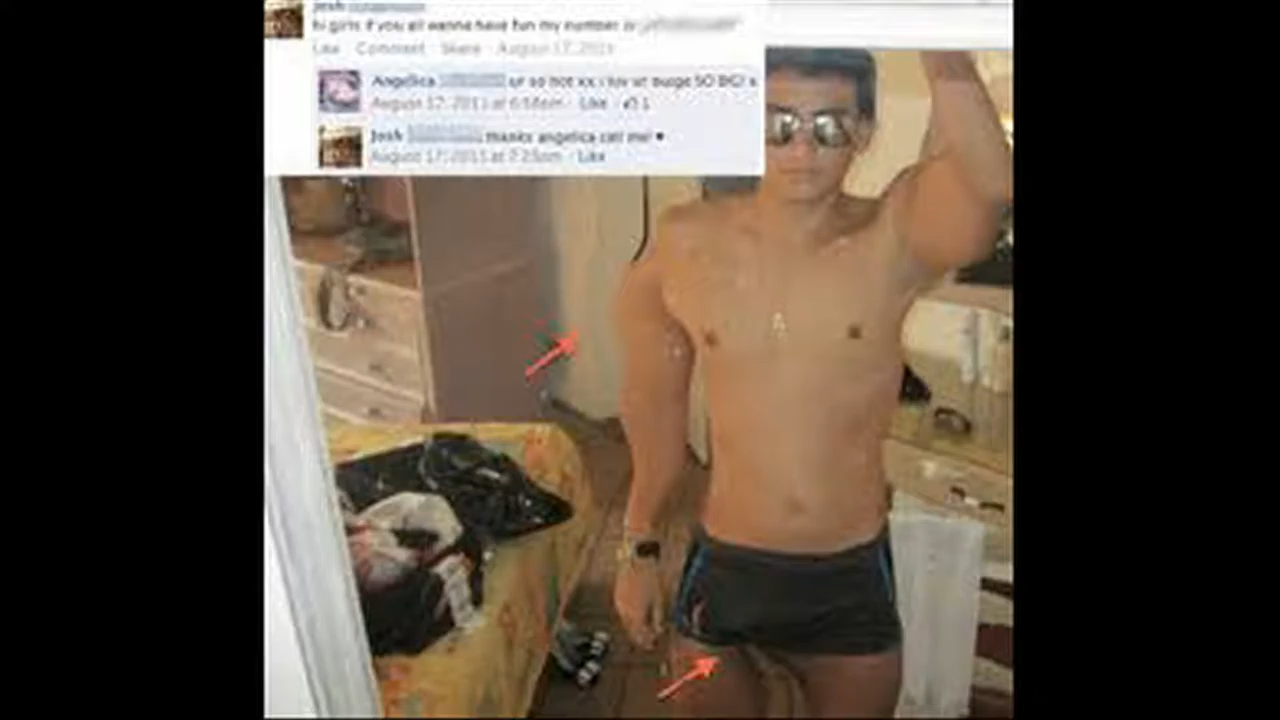 Josh
hi girls if you all wanna have fun my number is
Like Comment Share August 17, 2011
Angelica ur so hot xx i luv ur bulge SO BIG! x
August 17, 2011 at 6:56pm Like 1
Josh thanks angelica call me! ♥
August 17, 2011 at 7:25pm Like